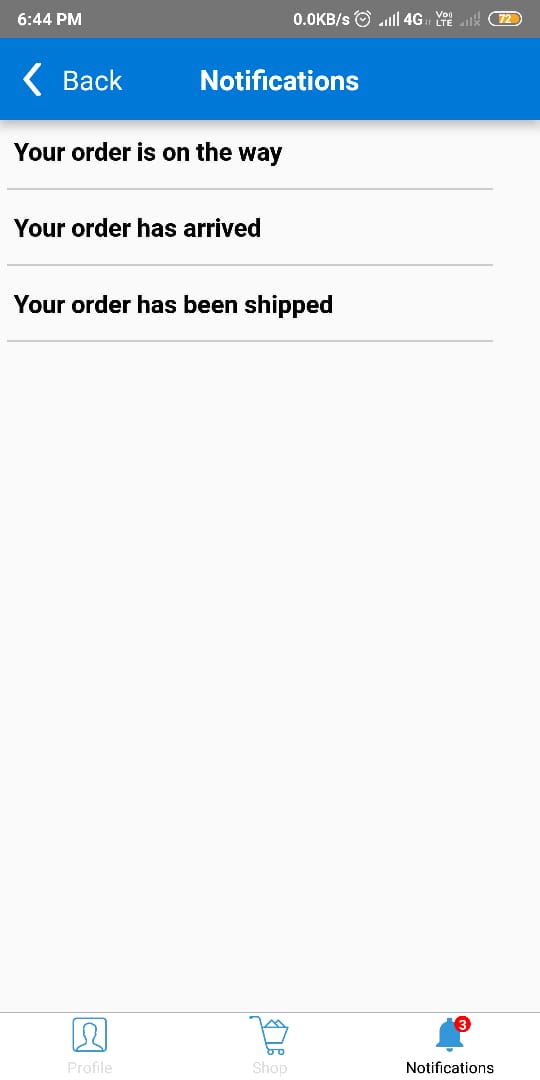 6:44 PM 0.0KB/s 4G Vo)) LTE 72
Back Notifications
Your order is on the way
Your order has arrived
Your order has been shipped
3
Profile Shop Notifications